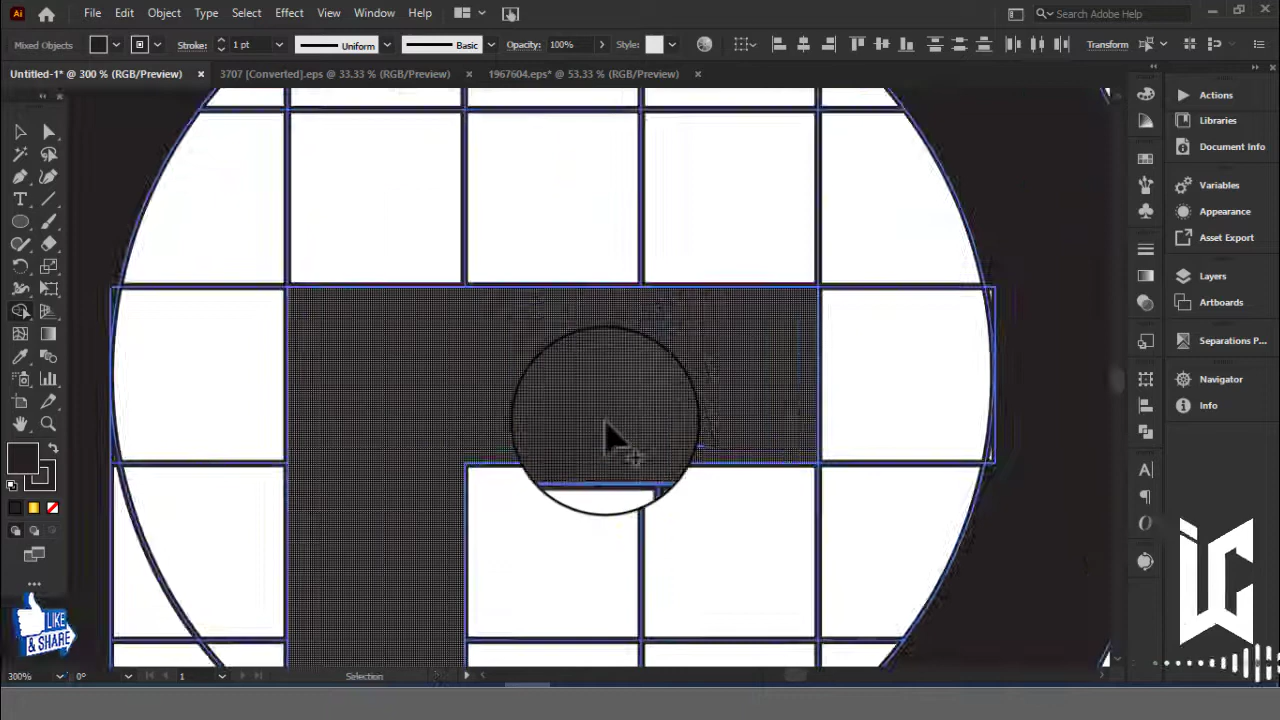 Ai File Edit Object Type Select Effect View Window Help Search Adobe Help
Mixed Objects Stroke: 1 pt Uniform Basic Opacity: 100% Style: Transform
Untitled-1* @ 300 % (RGB/Preview) × 3707 [Converted].eps @ 33.33 % (RGB/Preview) × 1967604.eps* @ 53.33 % (RGB/Preview) ×
Actions
Libraries
Document Info
Variables
Appearance
Asset Export
Layers
Artboards
Separations P...
Navigator
Info
LIKE
& SHARE
300% 0° 1 Selection